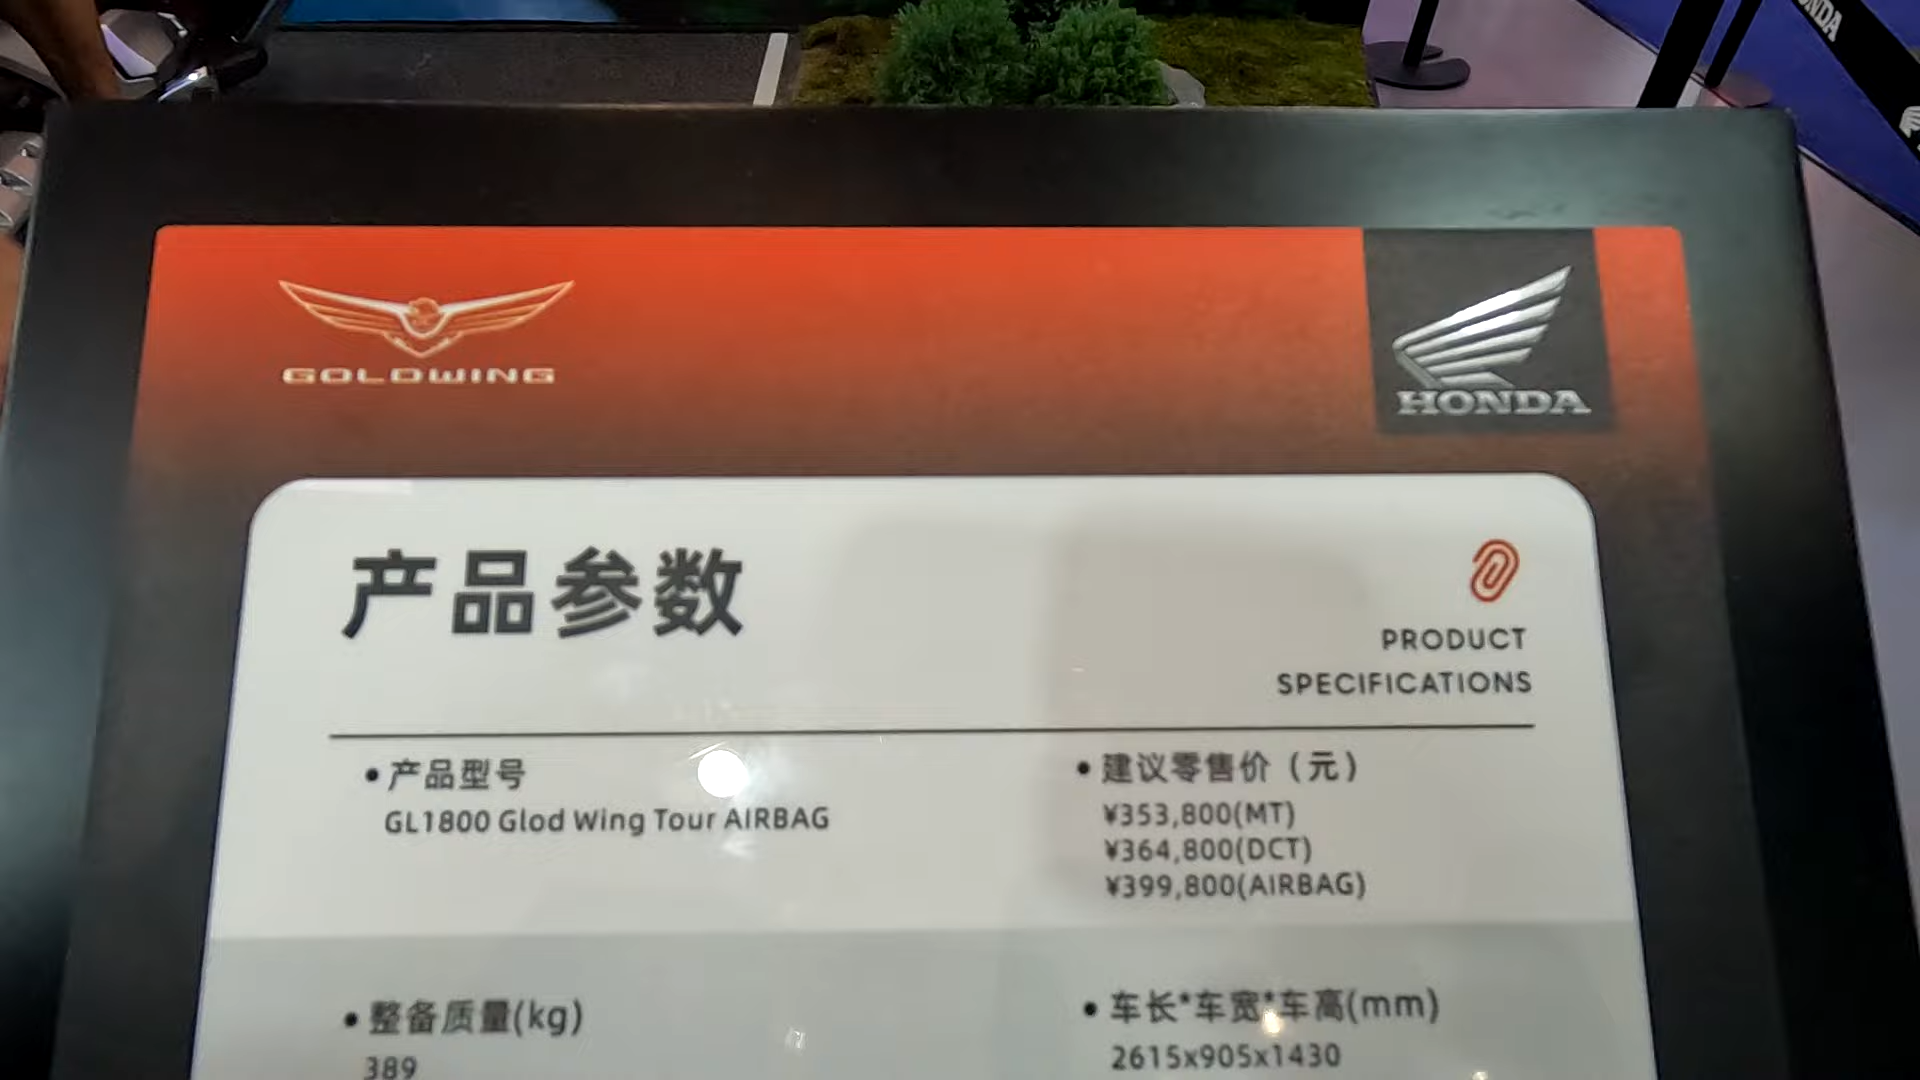 ONDA
GOLDWING
HONDA
产品参数
PRODUCT
SPECIFICATIONS
• 产品型号
GL1800 Glod Wing Tour AIRBAG
• 建议零售价（元）
¥353,800(MT)
¥364,800(DCT)
¥399,800(AIRBAG)
• 整备质量(kg)
389
• 车长*车宽*车高(mm)
2615x905x1430